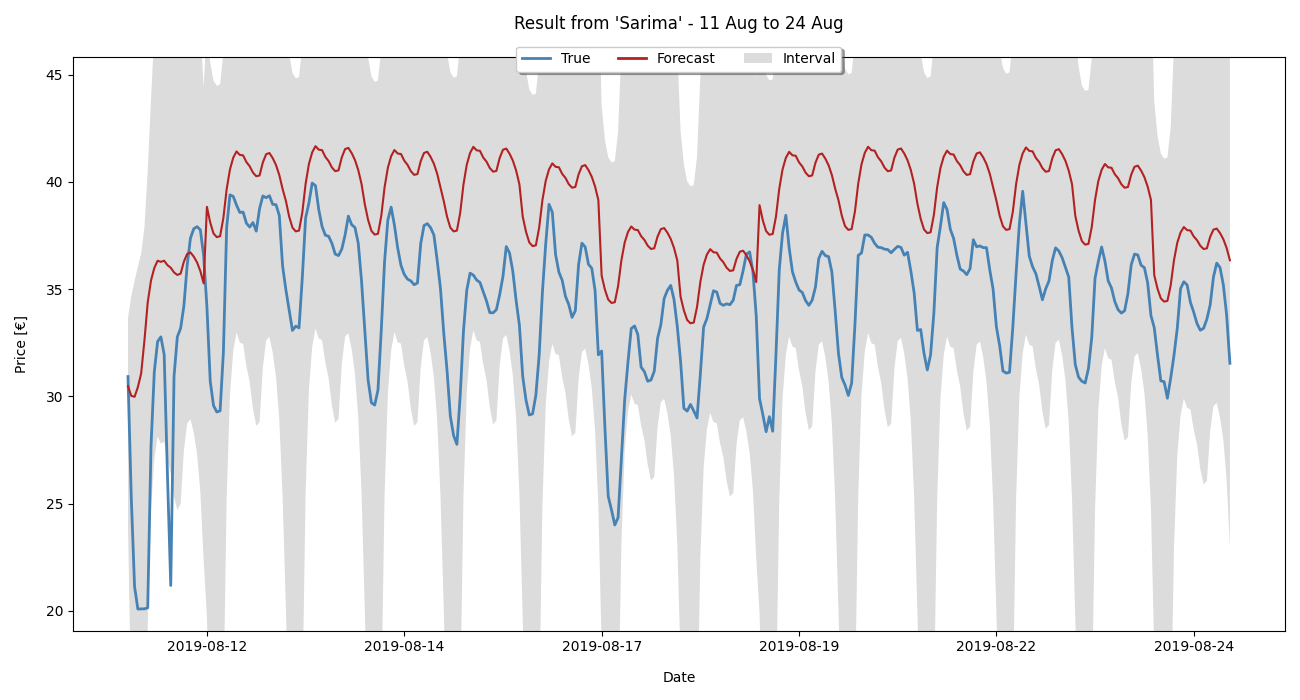 Result from 'Sarima' - 11 Aug to 24 Aug
True Forecast Interval
45
40
35
30
25
20
Price [€]
2019-08-12 2019-08-14 2019-08-17 2019-08-19 2019-08-22 2019-08-24
Date